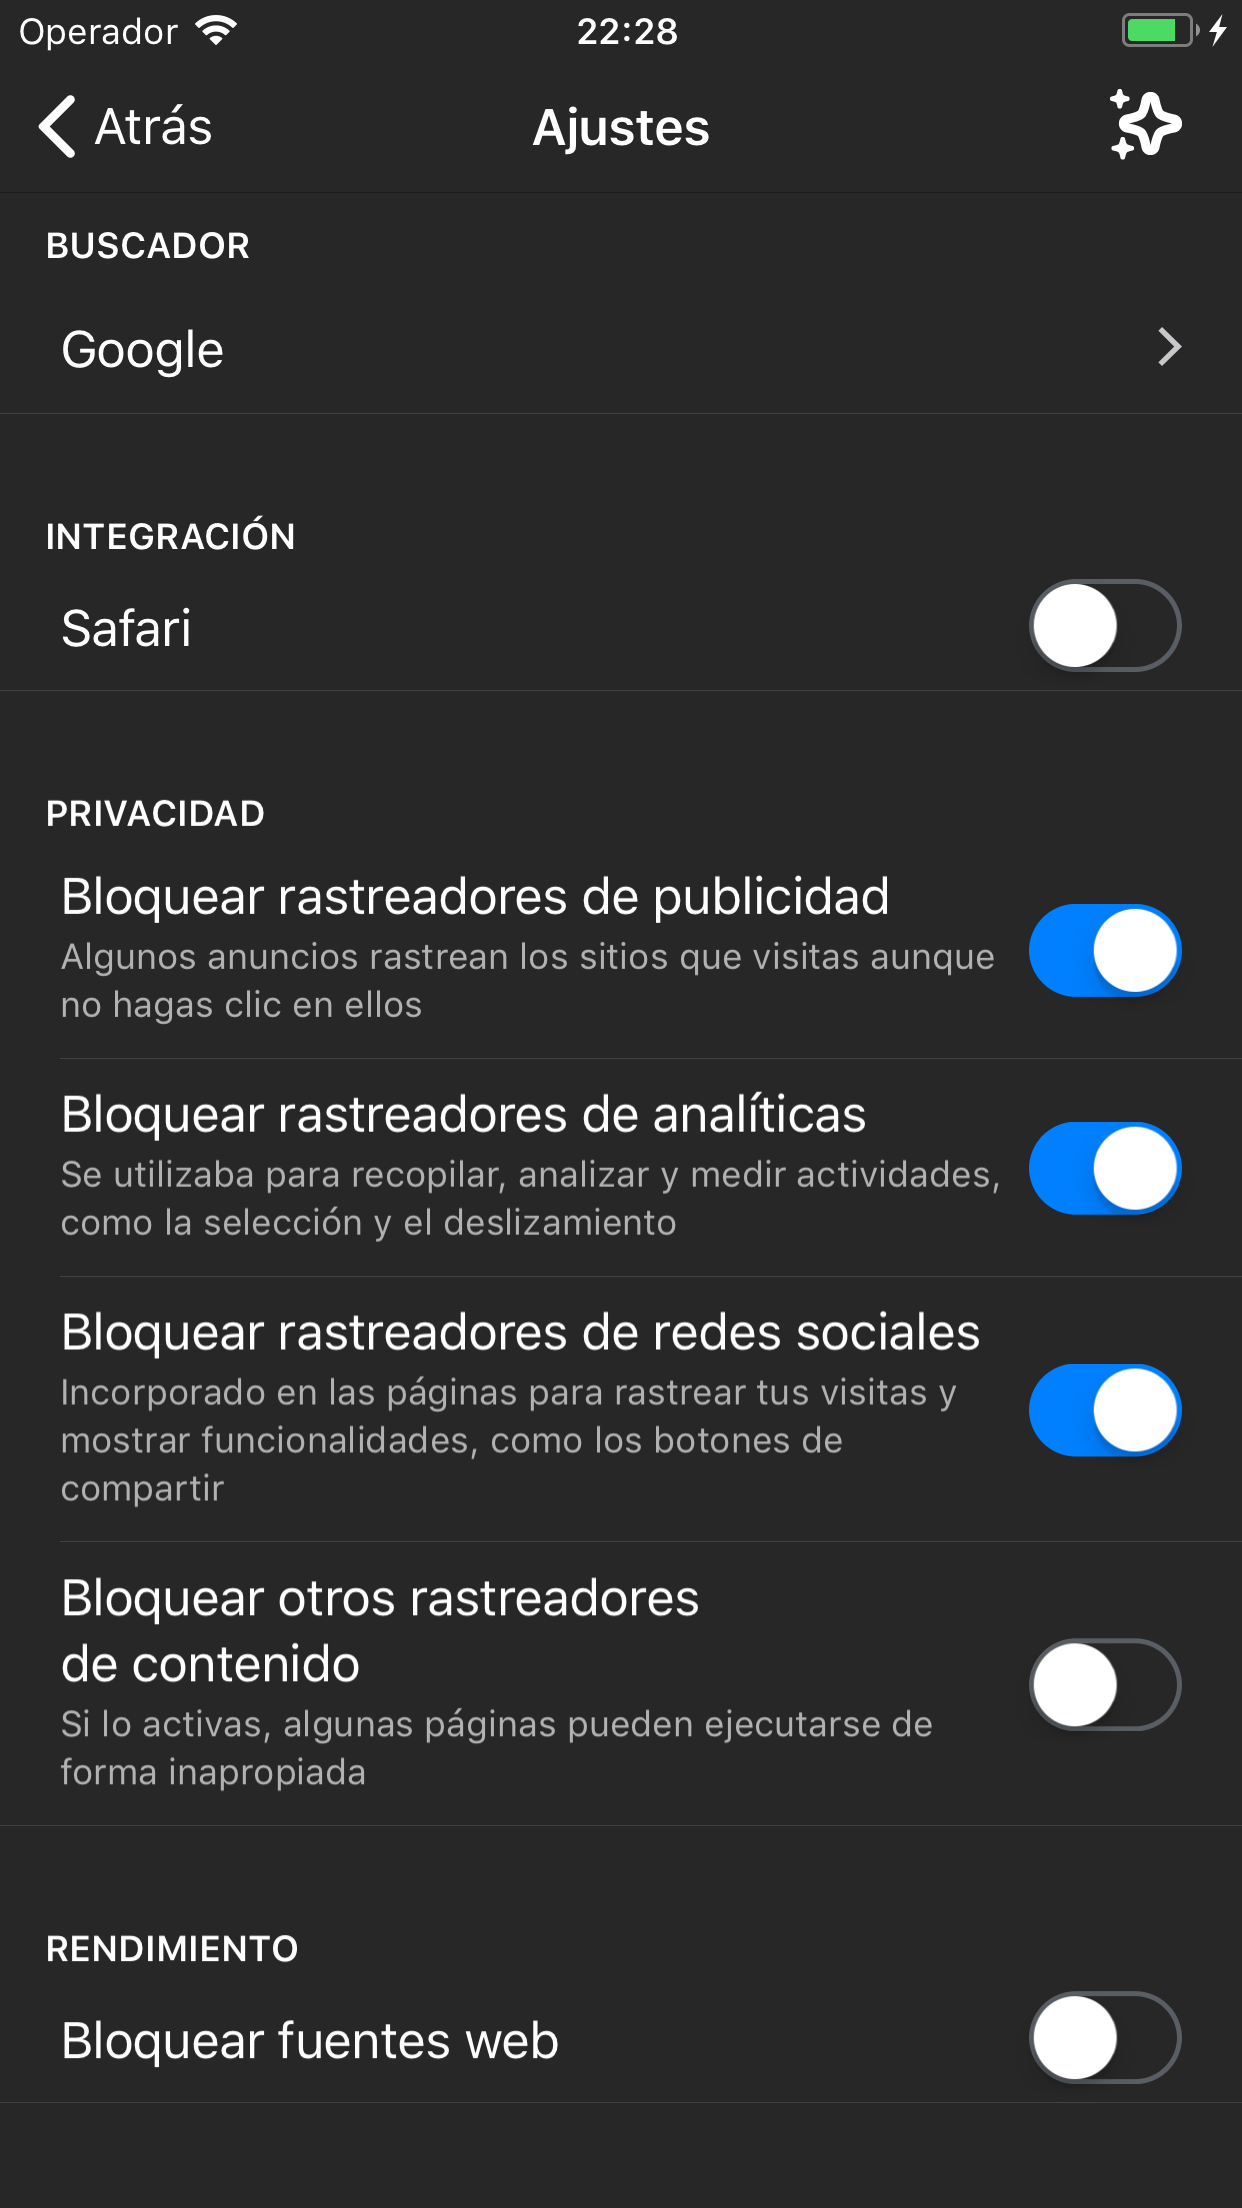 Operador
22:28
Atrás
Ajustes
BUSCADOR
Google
INTEGRACIÓN
Safari
PRIVACIDAD
Bloquear rastreadores de publicidad
Algunos anuncios rastrean los sitios que visitas aunque
no hagas clic en ellos
Bloquear rastreadores de analíticas
Se utilizaba para recopilar, analizar y medir actividades,
como la selección y el deslizamiento
Bloquear rastreadores de redes sociales
Incorporado en las páginas para rastrear tus visitas y
mostrar funcionalidades, como los botones de
compartir
Bloquear otros rastreadores
de contenido
Si lo activas, algunas páginas pueden ejecutarse de
forma inapropiada
RENDIMIENTO
Bloquear fuentes web